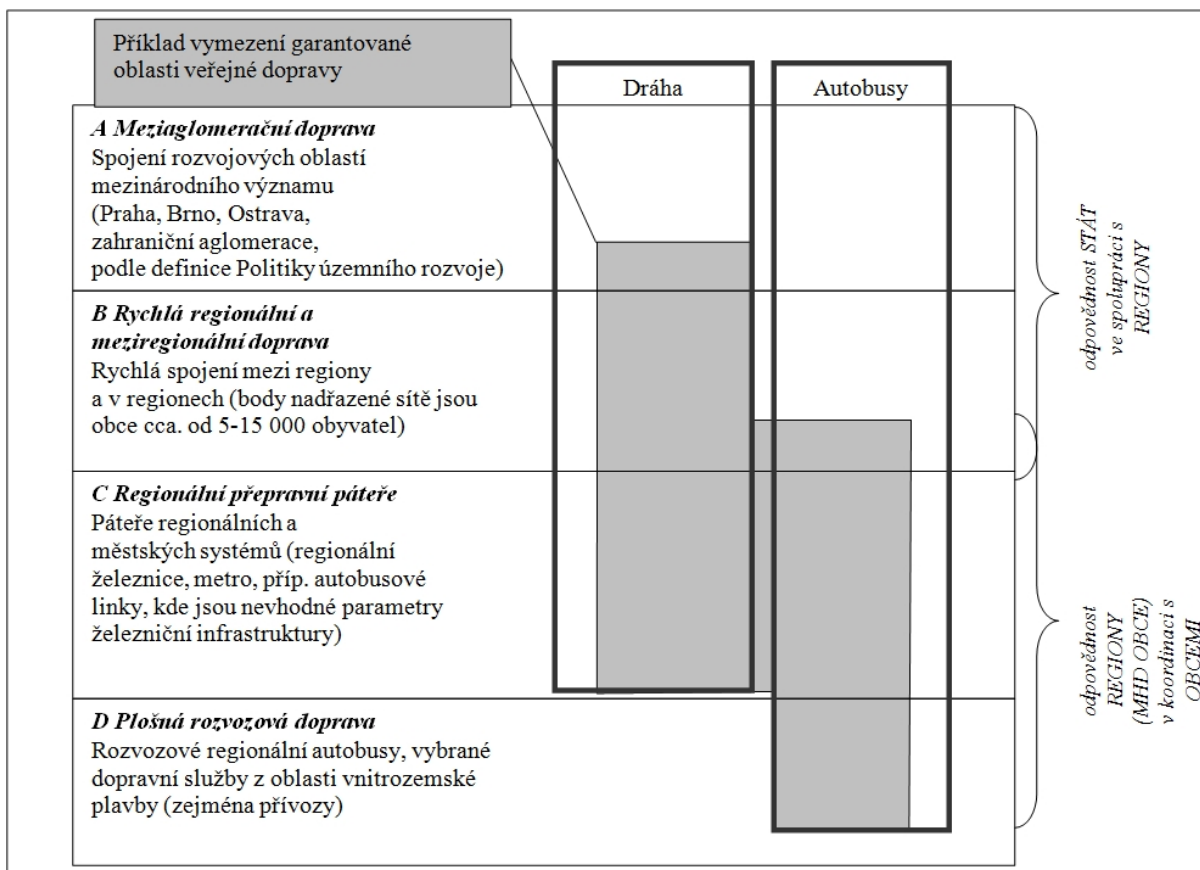 Příklad vymezení garantované
oblasti veřejné dopravy
Dráha
Autobusy
A Meziaglomerační doprava
Spojení rozvojových oblastí
mezinárodního významu
(Praha, Brno, Ostrava,
zahraniční aglomerace,
podle definice Politiky územního rozvoje)
B Rychlá regionální a
meziregionální doprava
Rychlá spojení mezi regiony
a v regionech (body nadřazené sítě jsou
obce cca. od 5-15 000 obyvatel)
C Regionální přepravní páteře
Páteře regionálních a
městských systémů (regionální
železnice, metro, příp. autobusové
linky, kde jsou nevhodné parametry
železniční infrastruktury)
D Plošná rozvozová doprava
Rozvozové regionální autobusy, vybrané
dopravní služby z oblasti vnitrozemské
plavby (zejména přívozy)
odpovědnost STÁT
ve spolupráci s
REGIONY
odpovědnost
REGIONY
(MHD OBCE)
v koordinaci s
OBCEMI